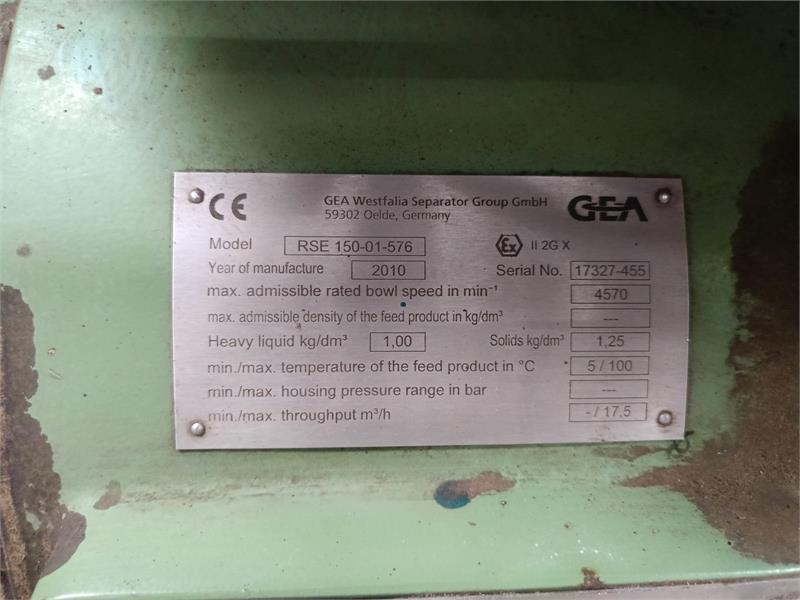 CE GEA Westfalia Separator Group GmbH GEA
59302 Oelde, Germany
Model RSE 150-01-576 Ex II 2G X
Year of manufacture 2010 Serial No. 17327-455
max. admissible rated bowl speed in min⁻¹ 4570
max. admissible density of the feed product in kg/dm³ ---
Heavy liquid kg/dm³ 1,00 Solids kg/dm³ 1,25
min./max. temperature of the feed product in °C 5 / 100
min./max. housing pressure range in bar ---
min./max. throughput m³/h - / 17,5